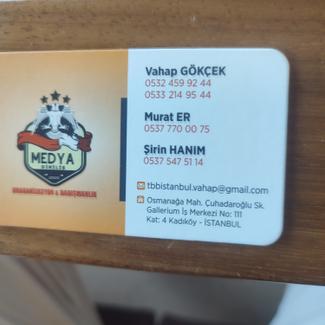 MEDYA
ORGANİZASYON & DANIŞMANLIK
Vahap GÖKÇEK
0532 459 92 44
0533 214 95 44
Murat ER
0537 770 00 75
Şirin HANIM
0537 547 51 14
tbbistanbul.vahap@gmail.com
Osmanağa Mah. Çuhadaroğlu Sk.
Gallerium İş Merkezi No: 111
Kat: 4 Kadıköy - İSTANBUL